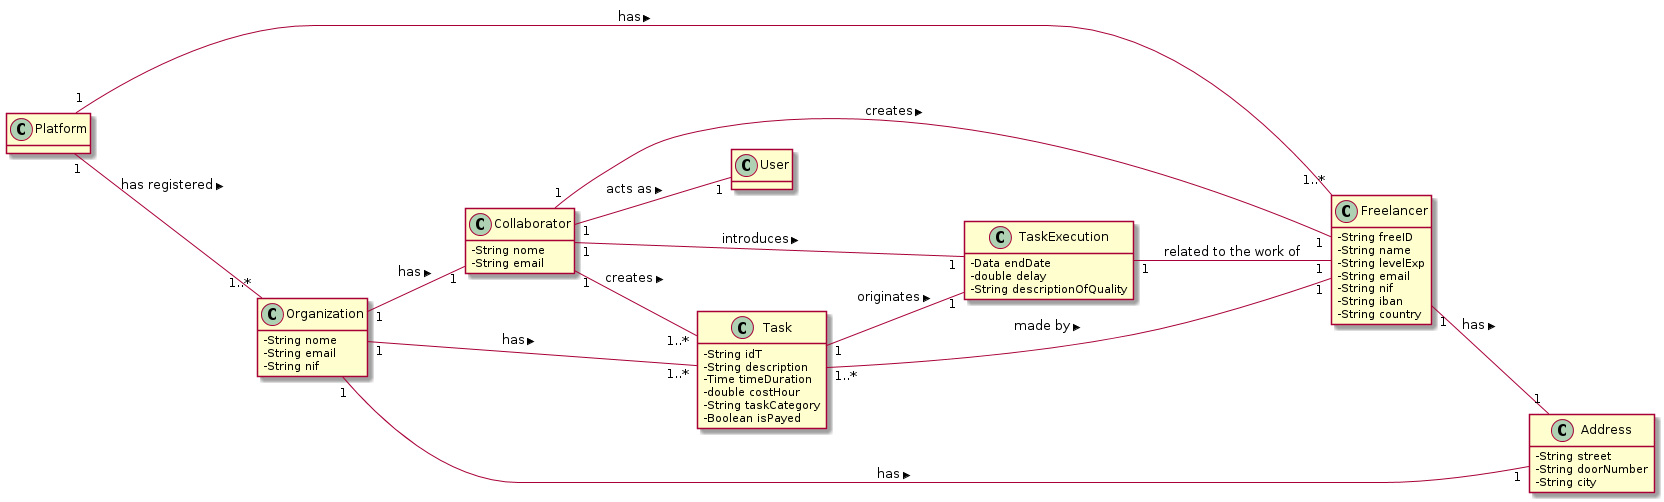 has ▶
1
C Platform
1
has registered ▶
1..*
C Organization
-String nome
-String email
-String nif
1
has ▶
1
1
has ▶
1..*
1
has ▶
1
C Collaborator
-String nome
-String email
1
creates ▶
1
1
acts as ▶
1
C User
1
introduces ▶
1
1
creates ▶
1..*
C Task
-String idT
-String description
-Time timeDuration
-double costHour
-String taskCategory
-Boolean isPayed
1
originates ▶
1
1..*
made by ▶
1
C TaskExecution
-Data endDate
-double delay
-String descriptionOfQuality
1
related to the work of
1
1..*
C Freelancer
-String freeID
-String name
-String levelExp
-String email
-String nif
-String iban
-String country
1
has ▶
1
C Address
-String street
-String doorNumber
-String city